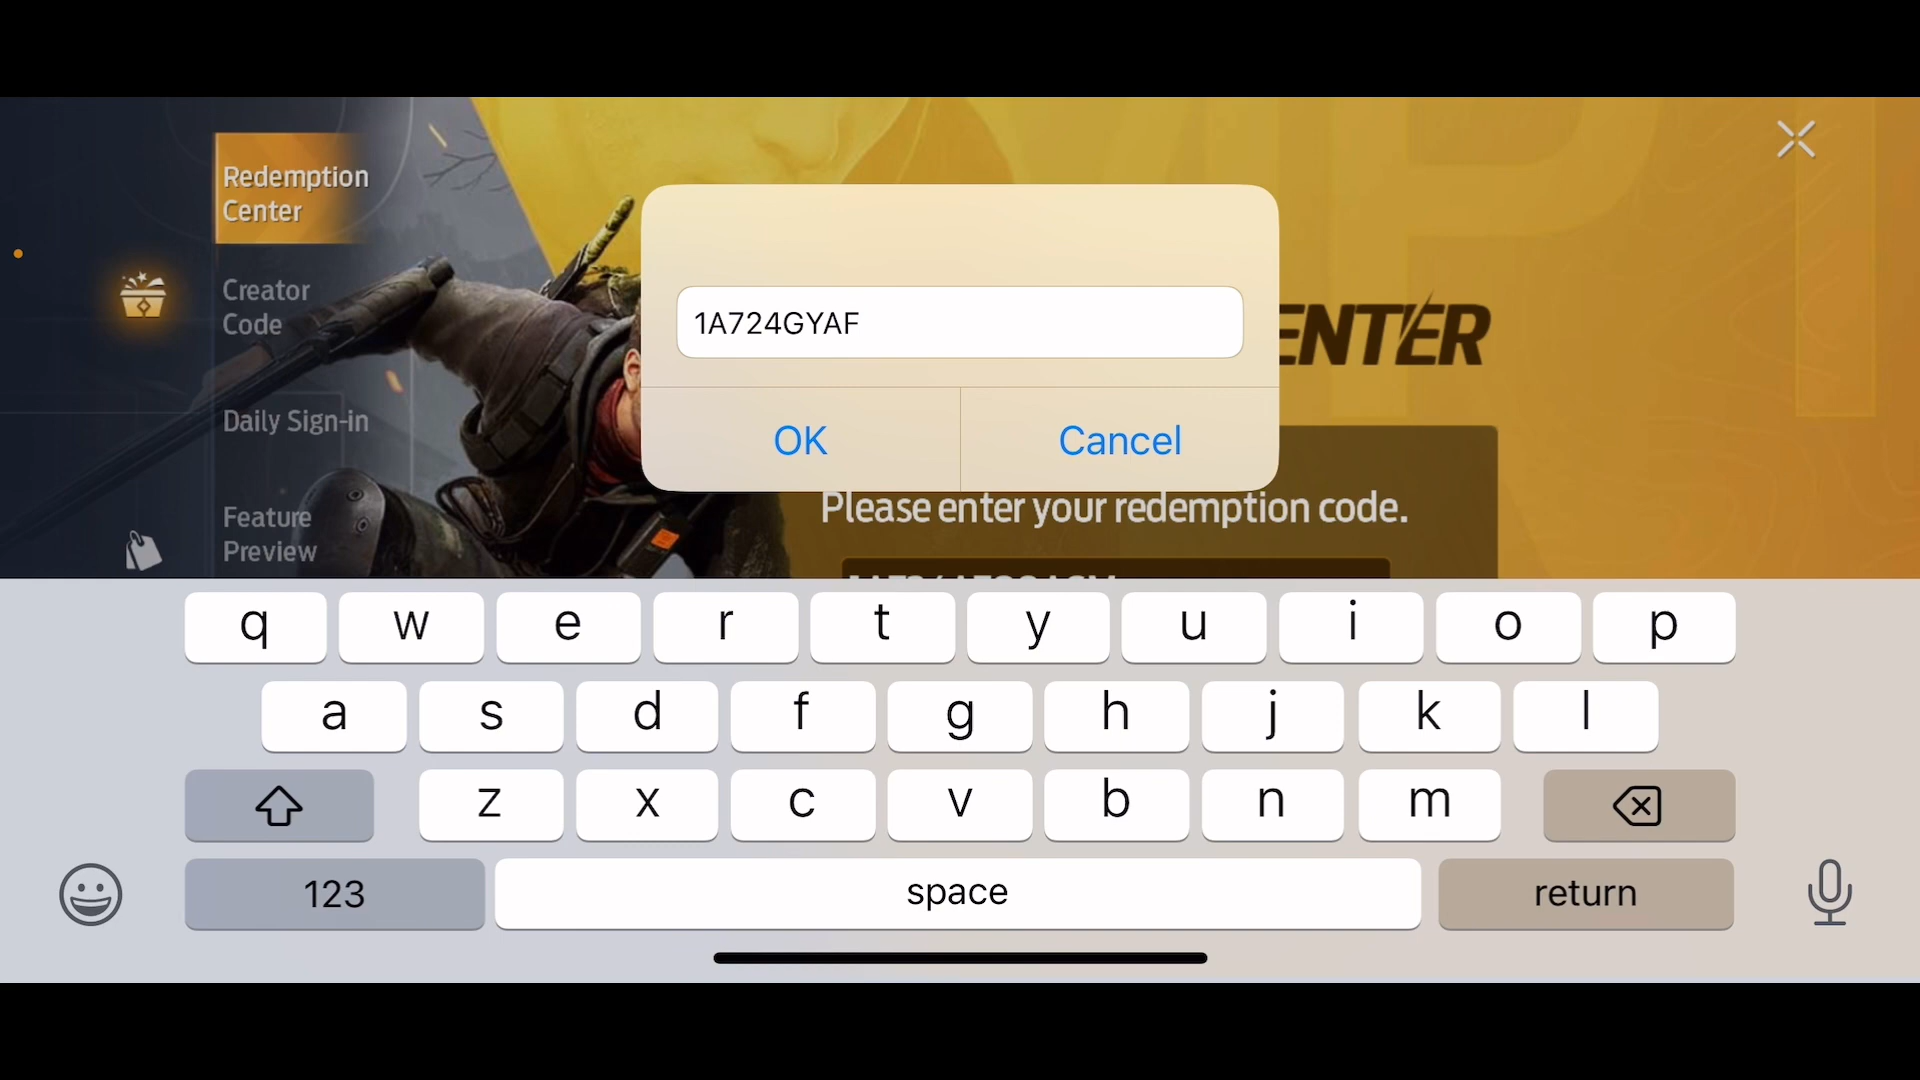 Redemption
Center
Creator
Code
Daily Sign-in
Feature
Preview
1A724GYAF
OK
Cancel
ENTER
Please enter your redemption code.
q w e r t y u i o p
a s d f g h j k l
z x c v b n m
123
space
return